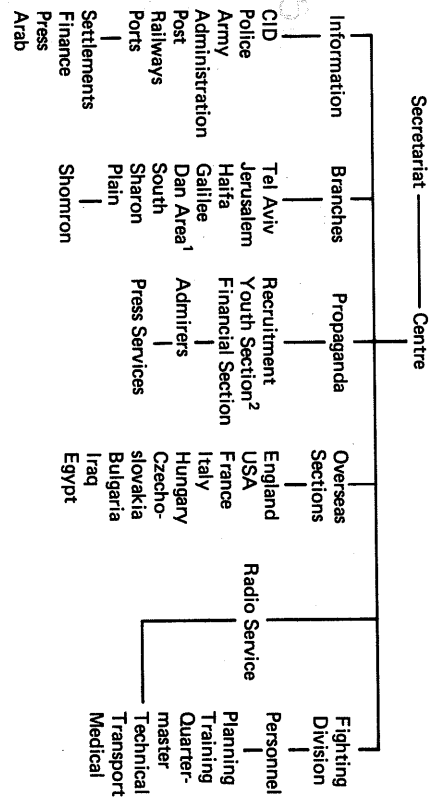 Secretariat
Centre
Information
CID
Police
Army
Administration
Post
Railways
Ports
Settlements
Finance
Press
Arab
Branches
Tel Aviv
Jerusalem
Haifa
Galilee
Dan Area¹
South
Sharon
Plain
Shomron
Propaganda
Recruitment
Youth Section²
Financial Section
Admirers
Press Services
Overseas
Sections
England
USA
France
Italy
Hungary
Czecho-
slovakia
Bulgaria
Iraq
Egypt
Radio Service
Fighting
Division
Personnel
Planning
Training
Quarter-
master
Technical
Transport
Medical